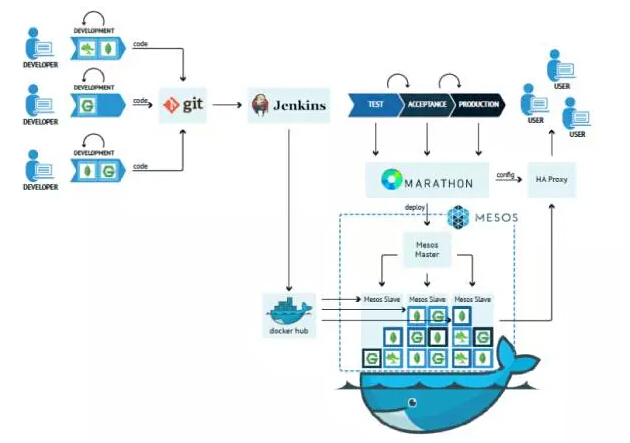 DEVELOPMENT
code
DEVELOPER
DEVELOPMENT
code
DEVELOPER
DEVELOPMENT
code
DEVELOPER
git
Jenkins
TEST
ACCEPTANCE
PRODUCTION
USER
USER
USER
MARATHON
config
HA Proxy
deploy
MESOS
Mesos
Master
Mesos Slave
Mesos Slave
Mesos Slave
docker hub